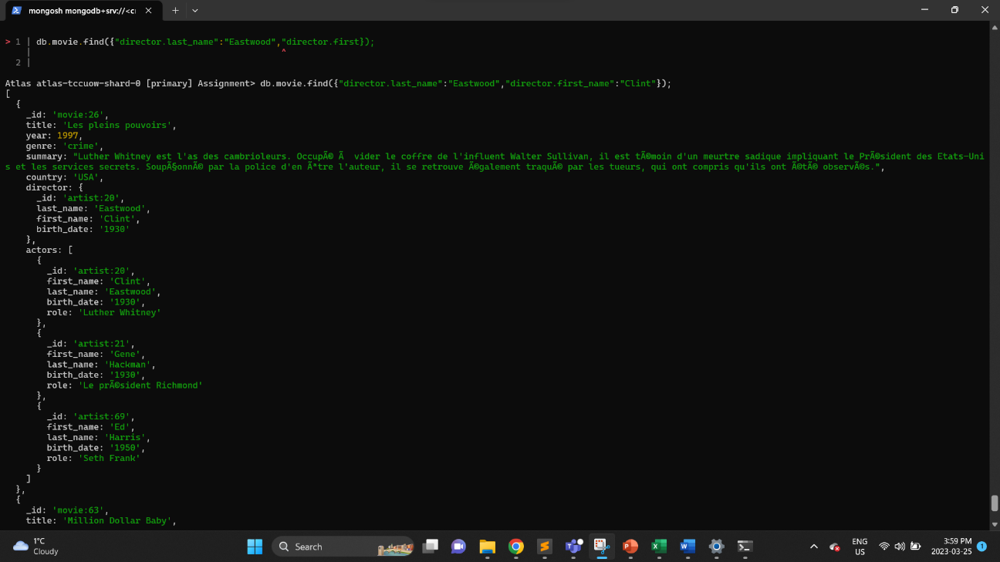 mongosh mongodb+srv://<cr
> 1 | db.movie.find({"director.last_name":"Eastwood","director.first});
| ^
2 |
Atlas atlas-tccuow-shard-0 [primary] Assignment> db.movie.find({"director.last_name":"Eastwood","director.first_name":"Clint"});
[
{
_id: 'movie:26',
title: 'Les pleins pouvoirs',
year: 1997,
genre: 'crime',
summary: "Luther Whitney est l'as des cambrioleurs. OccupÃ© Ã  vider le coffre de l'influent Walter Sullivan, il est tÃ©moin d'un meurtre sadique impliquant le PrÃ©sident des Etats-Uni
s et les services secrets. SoupÃ§onnÃ© par la police d'en Ãªtre l'auteur, il se retrouve Ã©galement traquÃ© par les tueurs, qui ont compris qu'ils ont Ã©tÃ© observÃ©s.",
country: 'USA',
director: {
_id: 'artist:20',
last_name: 'Eastwood',
first_name: 'Clint',
birth_date: '1930'
},
actors: [
{
_id: 'artist:20',
first_name: 'Clint',
last_name: 'Eastwood',
birth_date: '1930',
role: 'Luther Whitney'
},
{
_id: 'artist:21',
first_name: 'Gene',
last_name: 'Hackman',
birth_date: '1930',
role: 'Le prÃ©sident Richmond'
},
{
_id: 'artist:69',
first_name: 'Ed',
last_name: 'Harris',
birth_date: '1950',
role: 'Seth Frank'
}
]
},
{
_id: 'movie:63',
title: 'Million Dollar Baby',
1°C
Cloudy
Search
ENG
US
3:59 PM
2023-03-25
1